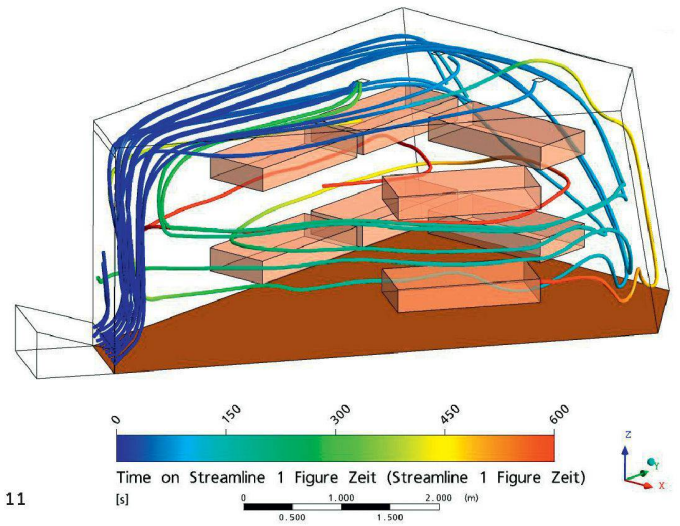 0 150 300 450 600
Time on Streamline 1 Figure Zeit (Streamline 1 Figure Zeit)
[s]
0 1.000 2.000 (m)
0.500 1.500
Z
Y
X
11